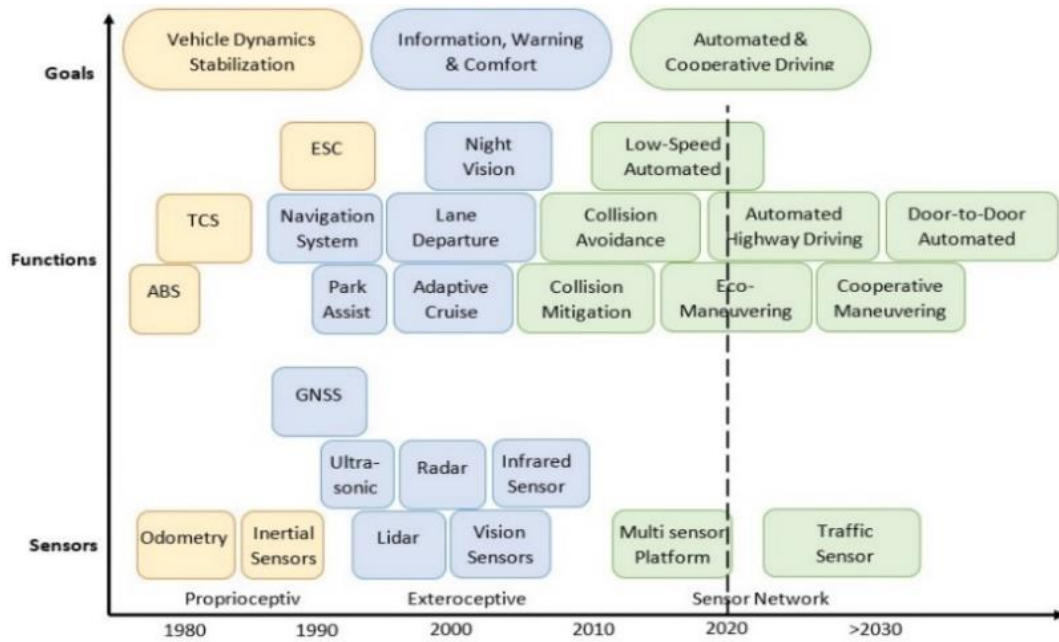 Goals
Vehicle Dynamics
Stabilization
Information, Warning
& Comfort
Automated &
Cooperative Driving
Functions
ESC
Night
Vision
Low-Speed
Automated
TCS
Navigation
System
Lane
Departure
Collision
Avoidance
Automated
Highway Driving
Door-to-Door
Automated
ABS
Park
Assist
Adaptive
Cruise
Collision
Mitigation
Eco-
Maneuvering
Cooperative
Maneuvering
Sensors
GNSS
Ultra-
sonic
Radar
Infrared
Sensor
Odometry
Inertial
Sensors
Lidar
Vision
Sensors
Multi sensor
Platform
Traffic
Sensor
Proprioceptiv
Exteroceptive
Sensor Network
1980
1990
2000
2010
2020
>2030